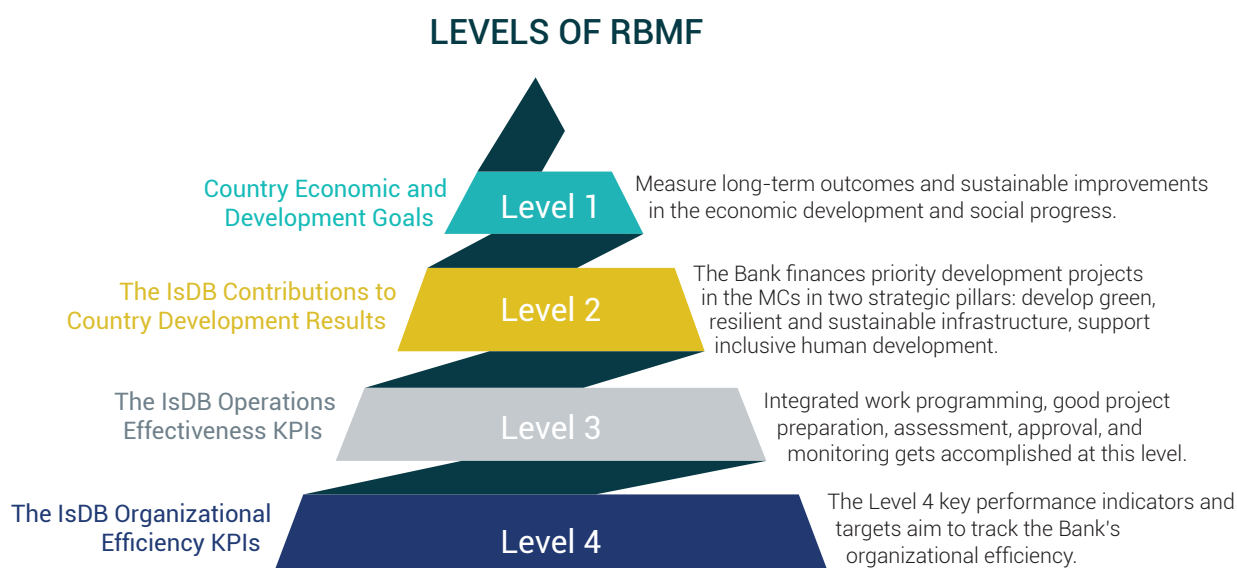 LEVELS OF RBMF
Country Economic and
Development Goals
Level 1
Measure long-term outcomes and sustainable improvements
in the economic development and social progress.
The IsDB Contributions to
Country Development Results
Level 2
The Bank finances priority development projects
in the MCs in two strategic pillars: develop green,
resilient and sustainable infrastructure, support
inclusive human development.
The IsDB Operations
Effectiveness KPIs
Level 3
Integrated work programming, good project
preparation, assessment, approval, and
monitoring gets accomplished at this level.
The IsDB Organizational
Efficiency KPIs
Level 4
The Level 4 key performance indicators and
targets aim to track the Bank's
organizational efficiency.